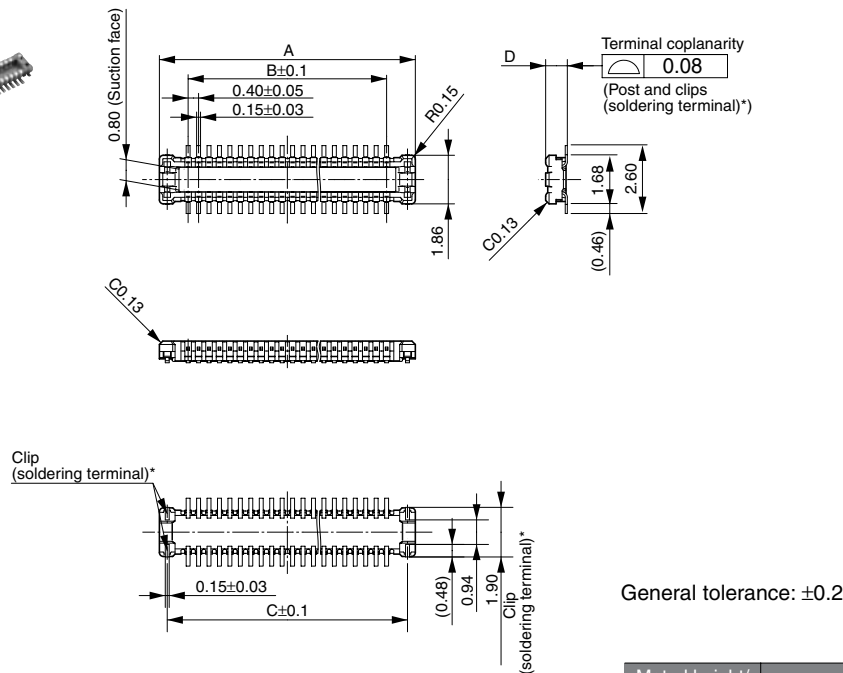 A
B±0.1
0.40±0.05
0.15±0.03
0.80 (Suction face)
R0.15
1.86
D
Terminal coplanarity
0.08
(Post and clips
(soldering terminal)*)
1.68
2.60
(0.46)
C0.13
C0.13
Clip
(soldering terminal)*
0.15±0.03
C±0.1
(0.48)
0.94
1.90
Clip
(soldering terminal)*
General tolerance: ±0.2